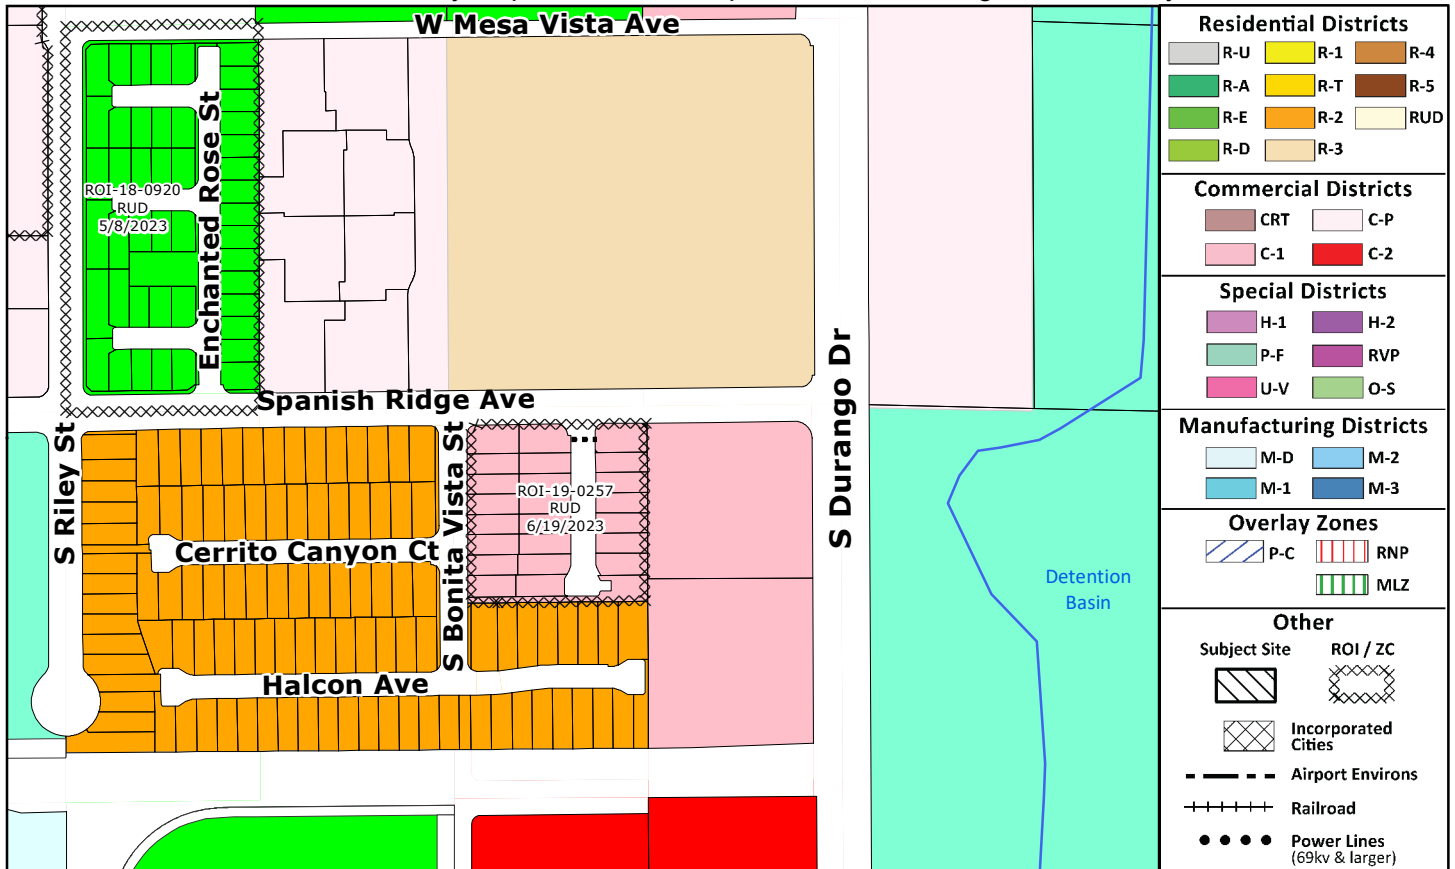 W Mesa Vista Ave
Enchanted Rose St
ROI-18-0920
RUD
5/8/2023
Spanish Ridge Ave
S Riley St
S Bonita Vista St
S Durango Dr
ROI-19-0257
RUD
6/19/2023
Cerrito Canyon Ct
Halcon Ave
Detention
Basin
Residential Districts
R-U R-1 R-4
R-A R-T R-5
R-E R-2 RUD
R-D R-3
Commercial Districts
CRT C-P
C-1 C-2
Special Districts
H-1 H-2
P-F RVP
U-V O-S
Manufacturing Districts
M-D M-2
M-1 M-3
Overlay Zones
P-C RNP
MLZ
Other
Subject Site ROI / ZC
Incorporated
Cities
Airport Environs
Railroad
Power Lines
(69kv & larger)